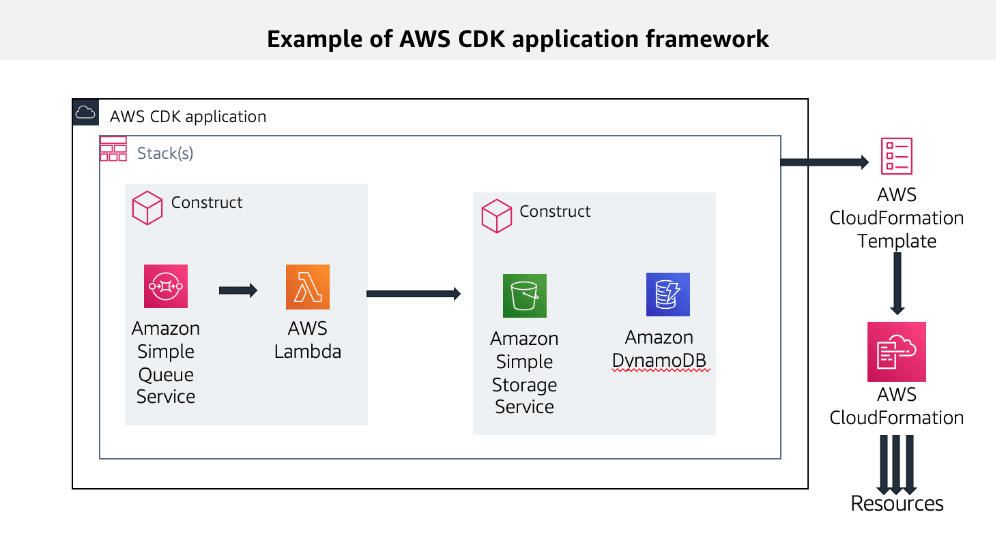 Example of AWS CDK application framework
AWS CDK application
Stack(s)
Construct
Amazon
Simple
Queue
Service
AWS
Lambda
Construct
Amazon
Simple
Storage
Service
Amazon
DynamoDB
AWS
CloudFormation
Template
AWS
CloudFormation
Resources